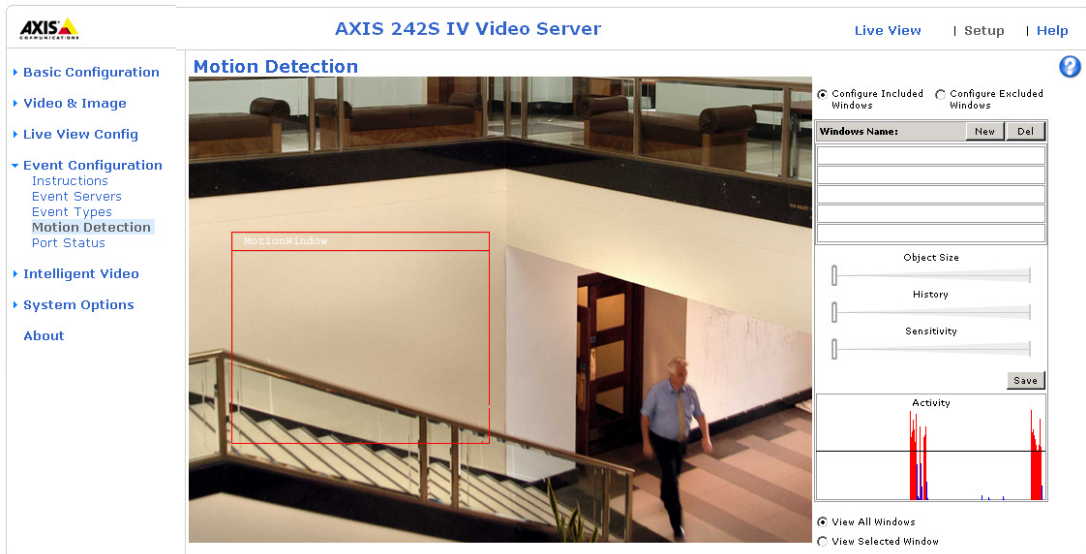 AXIS
COMMUNICATIONS
AXIS 242S IV Video Server
Live View | Setup | Help
Basic Configuration
Video & Image
Live View Config
Event Configuration
Instructions
Event Servers
Event Types
Motion Detection
Port Status
Intelligent Video
System Options
About
Motion Detection
?
MotionWindow
Configure Included Windows
Configure Excluded Windows
Windows Name: New Del
Object Size
History
Sensitivity
Save
Activity
View All Windows
View Selected Window